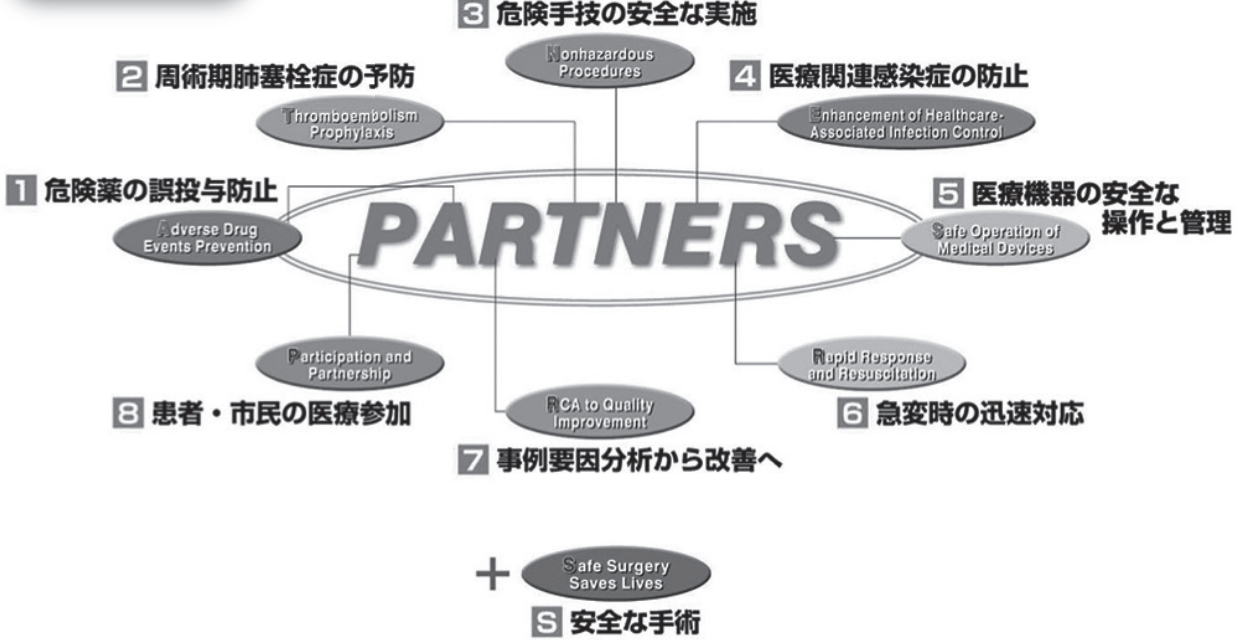 3 危険手技の安全な実施
Nonhazardous
Procedures
2 周術期肺塞栓症の予防
Thromboembolism
Prophylaxis
4 医療関連感染症の防止
Enhancement of Healthcare-
Associated Infection Control
1 危険薬の誤投与防止
Adverse Drug
Events Prevention
PARTNERS
5 医療機器の安全な
操作と管理
Safe Operation of
Medical Devices
Participation and
Partnership
8 患者・市民の医療参加
RCA to Quality
Improvement
7 事例要因分析から改善へ
Rapid Response
and Resuscitation
6 急変時の迅速対応
+ Safe Surgery
Saves Lives
S 安全な手術